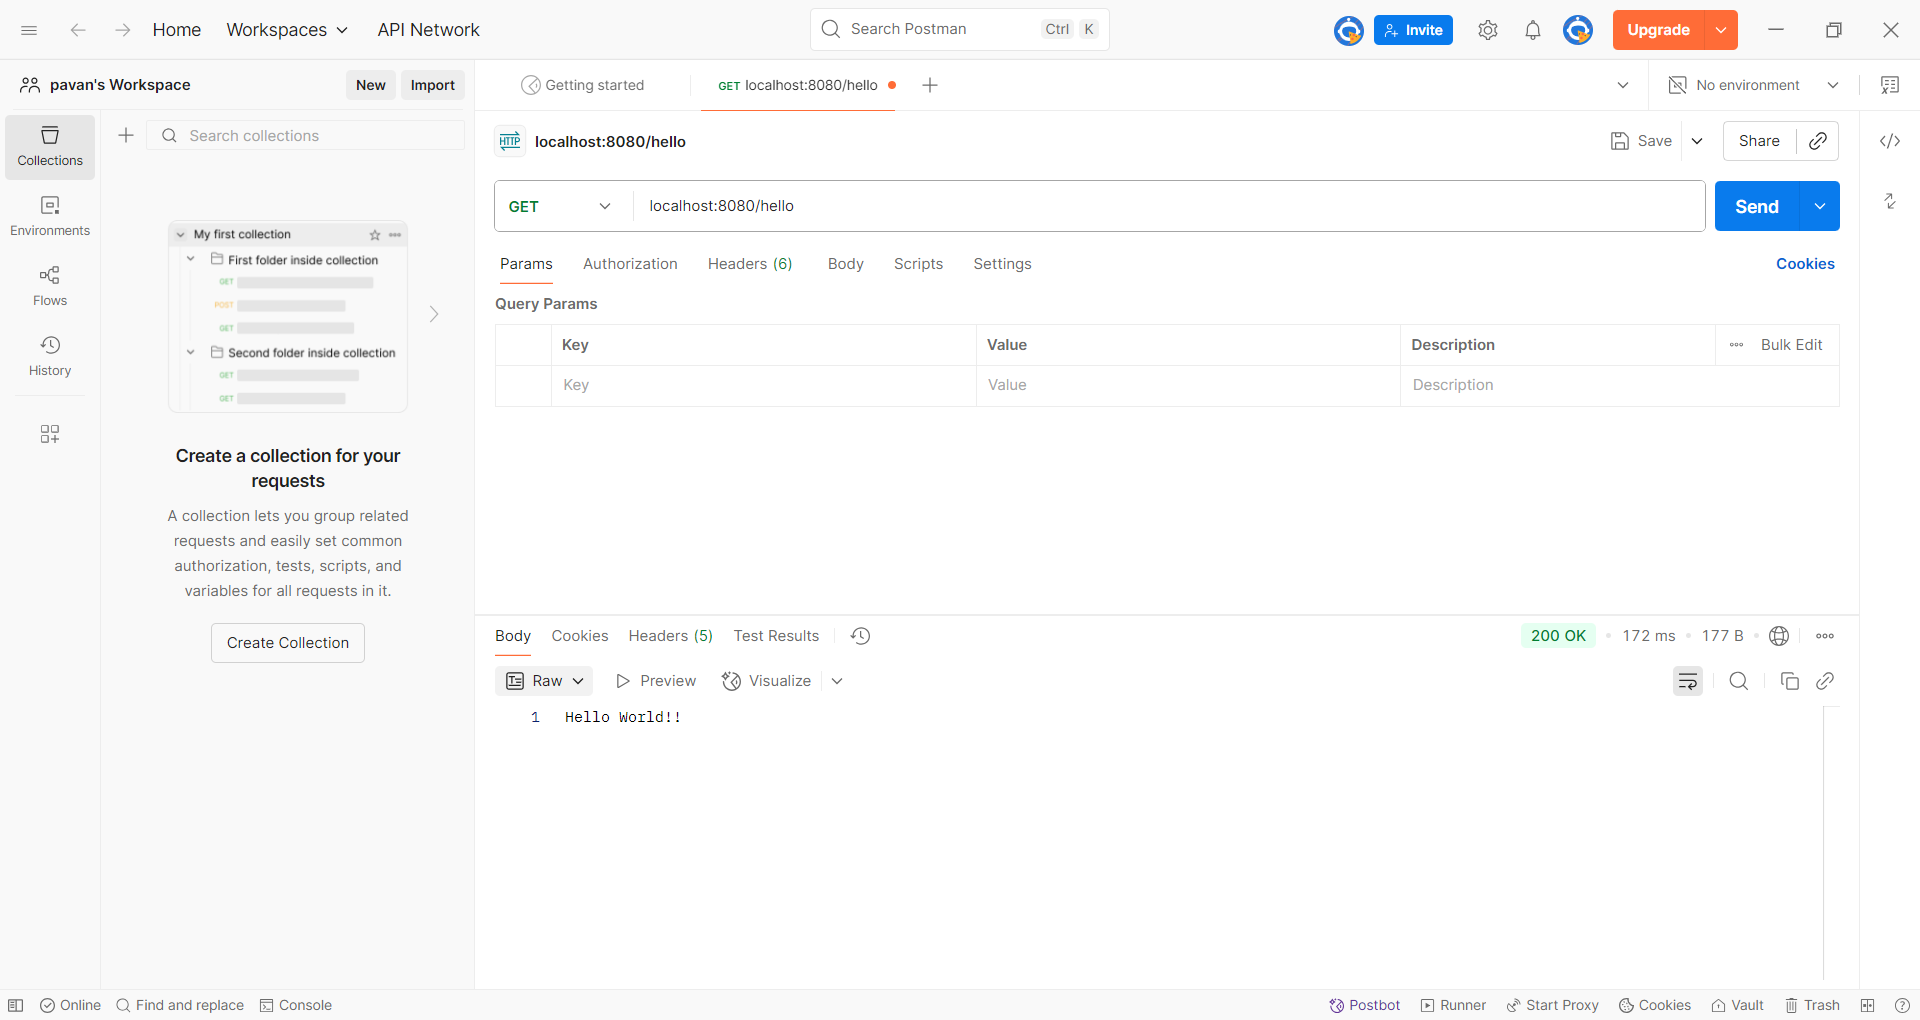 Home Workspaces API Network Search Postman Ctrl K Invite Upgrade
pavan's Workspace New Import Getting started GET localhost:8080/hello No environment
Search collections
HTTP localhost:8080/hello Save Share
Collections
Environments
Flows
History
GET localhost:8080/hello Send
My first collection
First folder inside collection
GET
POST
GET
Second folder inside collection
GET
GET
Create a collection for your
requests
A collection lets you group related
requests and easily set common
authorization, tests, scripts, and
variables for all requests in it.
Create Collection
Params Authorization Headers (6) Body Scripts Settings Cookies
Query Params
Key Value Description Bulk Edit
Key Value Description
Body Cookies Headers (5) Test Results 200 OK 172 ms 177 B
Raw Preview Visualize
1 Hello World!!
Online Find and replace Console Postbot Runner Start Proxy Cookies Vault Trash